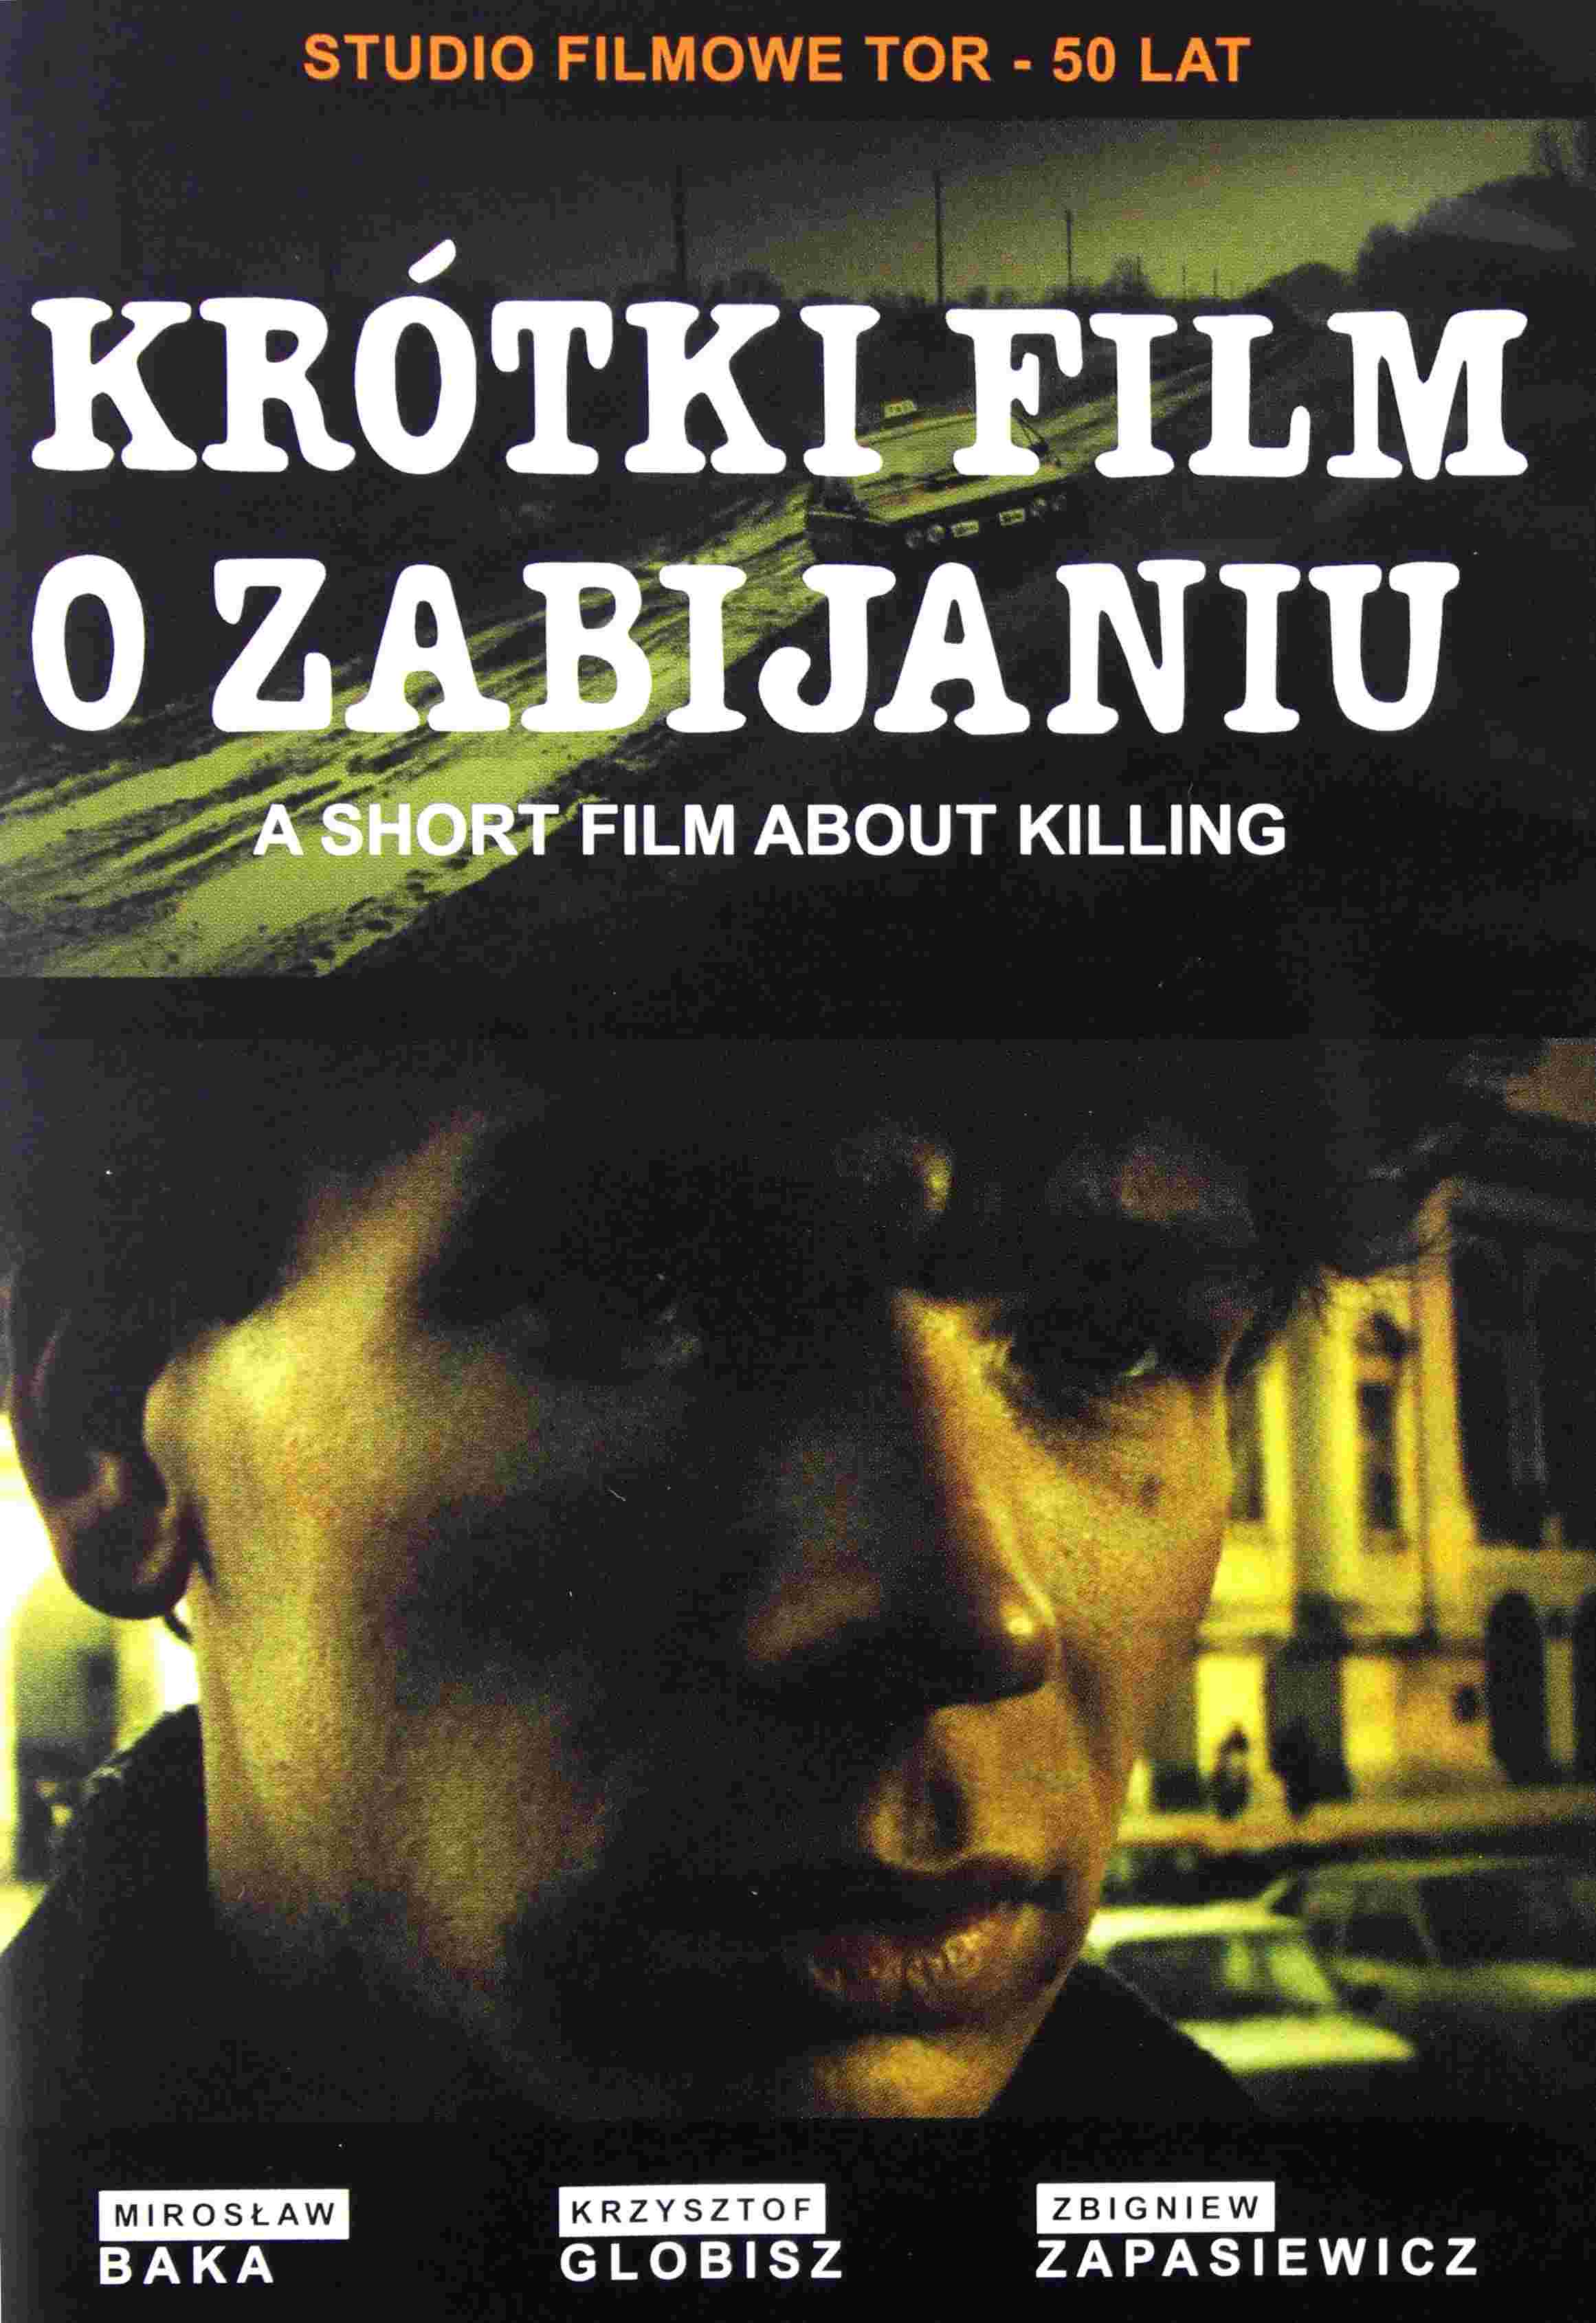 STUDIO FILMOWE TOR - 50 LAT
KRÓTKI FILM
O ZABIJANIU
A SHORT FILM ABOUT KILLING
MIROSŁAW
BAKA
KRZYSZTOF
GLOBISZ
ZBIGNIEW
ZAPASIEWICZ